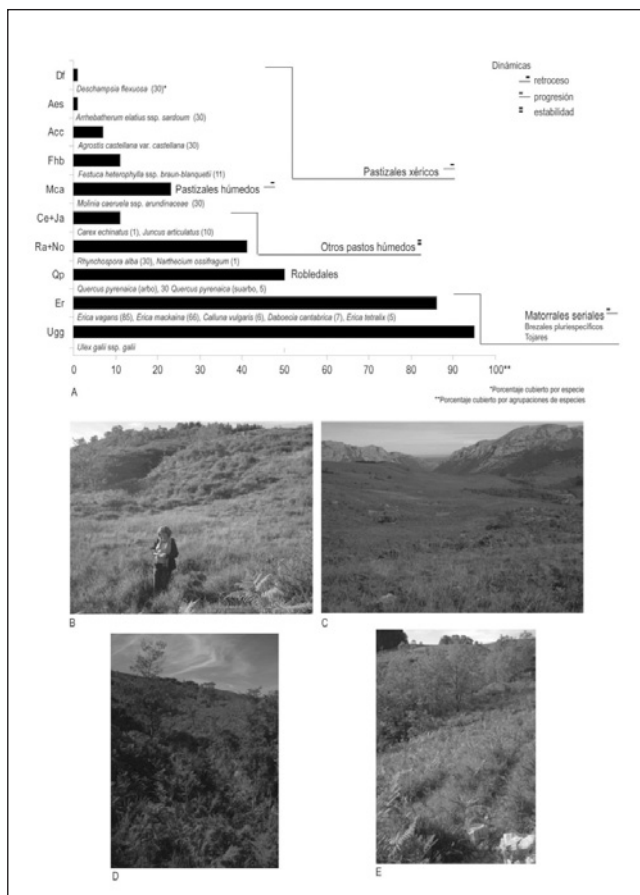 Dinámicas
retroceso
progresión
estabilidad
Df
Deschampsia flexuosa (30)*
Aes
Arrhebatherum elatius ssp. sardoum (30)
Acc
Agrostis castellana var. castellana (30)
Fhb
Festuca heterophylla ssp. braun-blanquetii (11)
Pastizales xéricos
Mca
Pastizales húmedos
Molinia caeruela ssp. arundinaceae (30)
Ce+Ja
Carex echinatus (1), Juncus articulatus (10)
Ra+No
Otros pastos húmedos
Rhynchospora alba (30), Narthecium ossifragum (1)
Qp
Robledales
Quercus pyrenaica (arbo), 30 Quercus pyrenaica (suarbo, 5)
Er
Matorrales seriales
Erica vagans (85), Erica mackaina (66), Calluna vulgaris (6), Daboecia cantabrica (7), Erica tetralix (5)
Brezales pluriespecíficos
Tojares
Ugg
Ulex galii ssp. galii
0 10 20 30 40 50 60 70 80 90 100**
A
*Porcentaje cubierto por especie
**Porcentaje cubierto por agrupaciones de especies
B
C
D
E